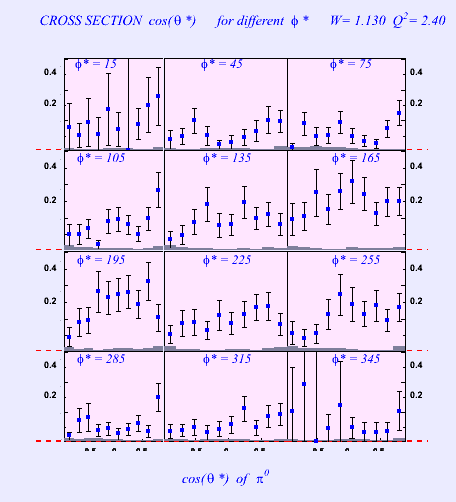 CROSS SECTION cos(θ*) for different ϕ* W= 1.130 Q²= 2.40
ϕ* = 15 ϕ* = 45 ϕ* = 75
0.4 0.4
0.2 0.2
ϕ* = 105 ϕ* = 135 ϕ* = 165
0.4 0.4
0.2 0.2
ϕ* = 195 ϕ* = 225 ϕ* = 255
0.4 0.4
0.2 0.2
ϕ* = 285 ϕ* = 315 ϕ* = 345
0.4 0.4
0.2 0.2
cos(θ*) of π⁰